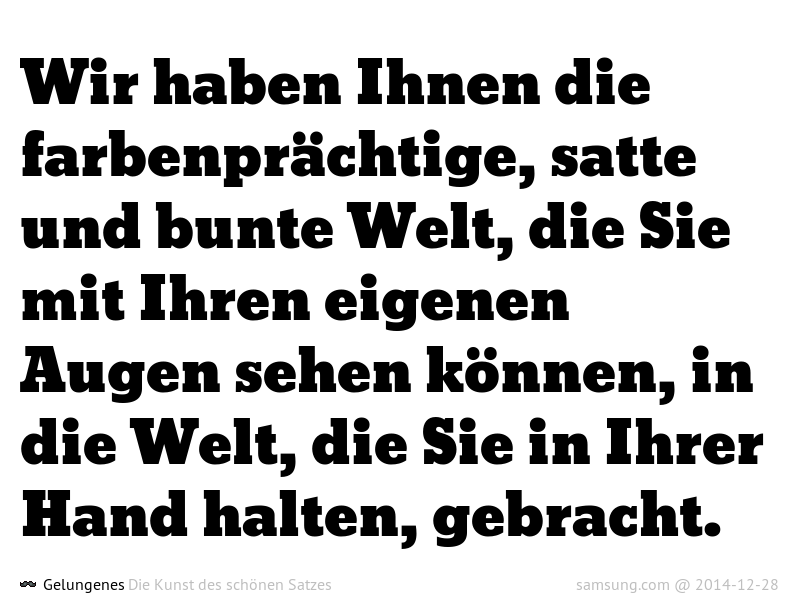 Wir haben Ihnen die
farbenprächtige, satte
und bunte Welt, die Sie
mit Ihren eigenen
Augen sehen können, in
die Welt, die Sie in Ihrer
Hand halten, gebracht.
Gelungenes Die Kunst des schönen Satzes samsung.com @ 2014-12-28